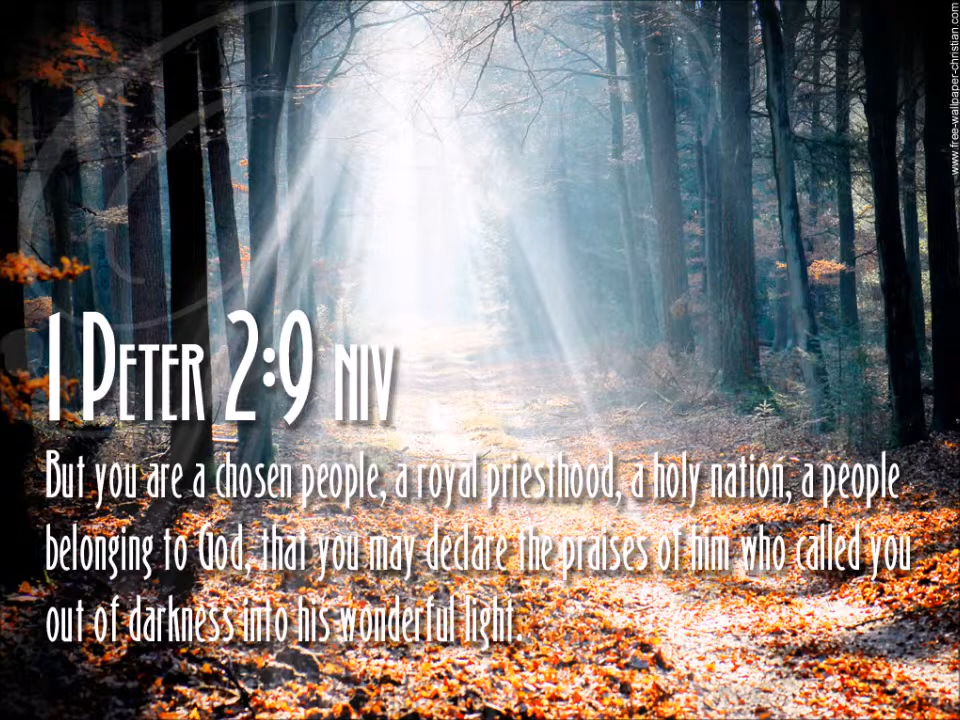 www.free-wallpaper-christian.com
1 Peter 2:9 NIV
But you are a chosen people, a royal priesthood, a holy nation, a people
belonging to God, that you may declare the praises of him who called you
out of darkness into his wonderful light.